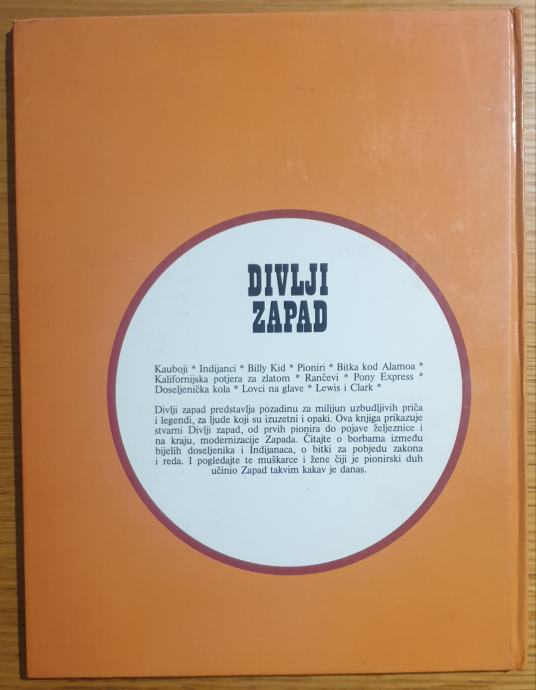 DIVLJI
ZAPAD
Kauboji * Indijanci * Billy Kid * Pioniri * Bitka kod Alamoa *
Kalifornijska potjera za zlatom * Rančevi * Pony Express *
Doseljenička kola * Lovci na glave * Lewis i Clark *
Divlji zapad predstavlja pozadinu za milijun uzbudljivih priča
i legendi, za ljude koji su izuzetni i opaki. Ova knjiga prikazuje
stvarni Divlji zapad, od prvih pionira do pojave željeznice i
na kraju, modernizacije Zapada. Čitajte o borbama između
bijelih doseljenika i Indijanaca, o bitki za pobjedu zakona
i reda. I pogledajte te muškarce i žene čiji je pionirski duh
učinio Zapad takvim kakav je danas.